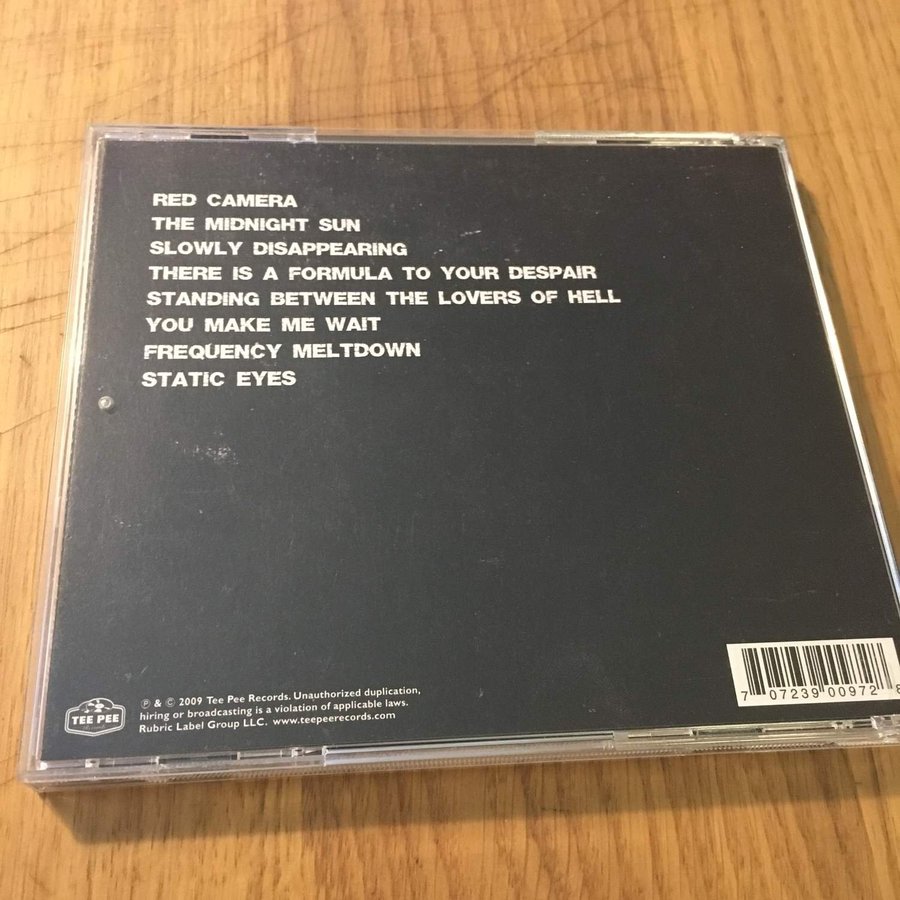 RED CAMERA
THE MIDNIGHT SUN
SLOWLY DISAPPEARING
THERE IS A FORMULA TO YOUR DESPAIR
STANDING BETWEEN THE LOVERS OF HELL
YOU MAKE ME WAIT
FREQUENCY MELTDOWN
STATIC EYES
℗ & © 2009 Tee Pee Records. Unauthorized duplication,
hiring or broadcasting is a violation of applicable laws.
Rubric Label Group LLC. www.teepeerecords.com
TEE PEE
7 07239 00972 8